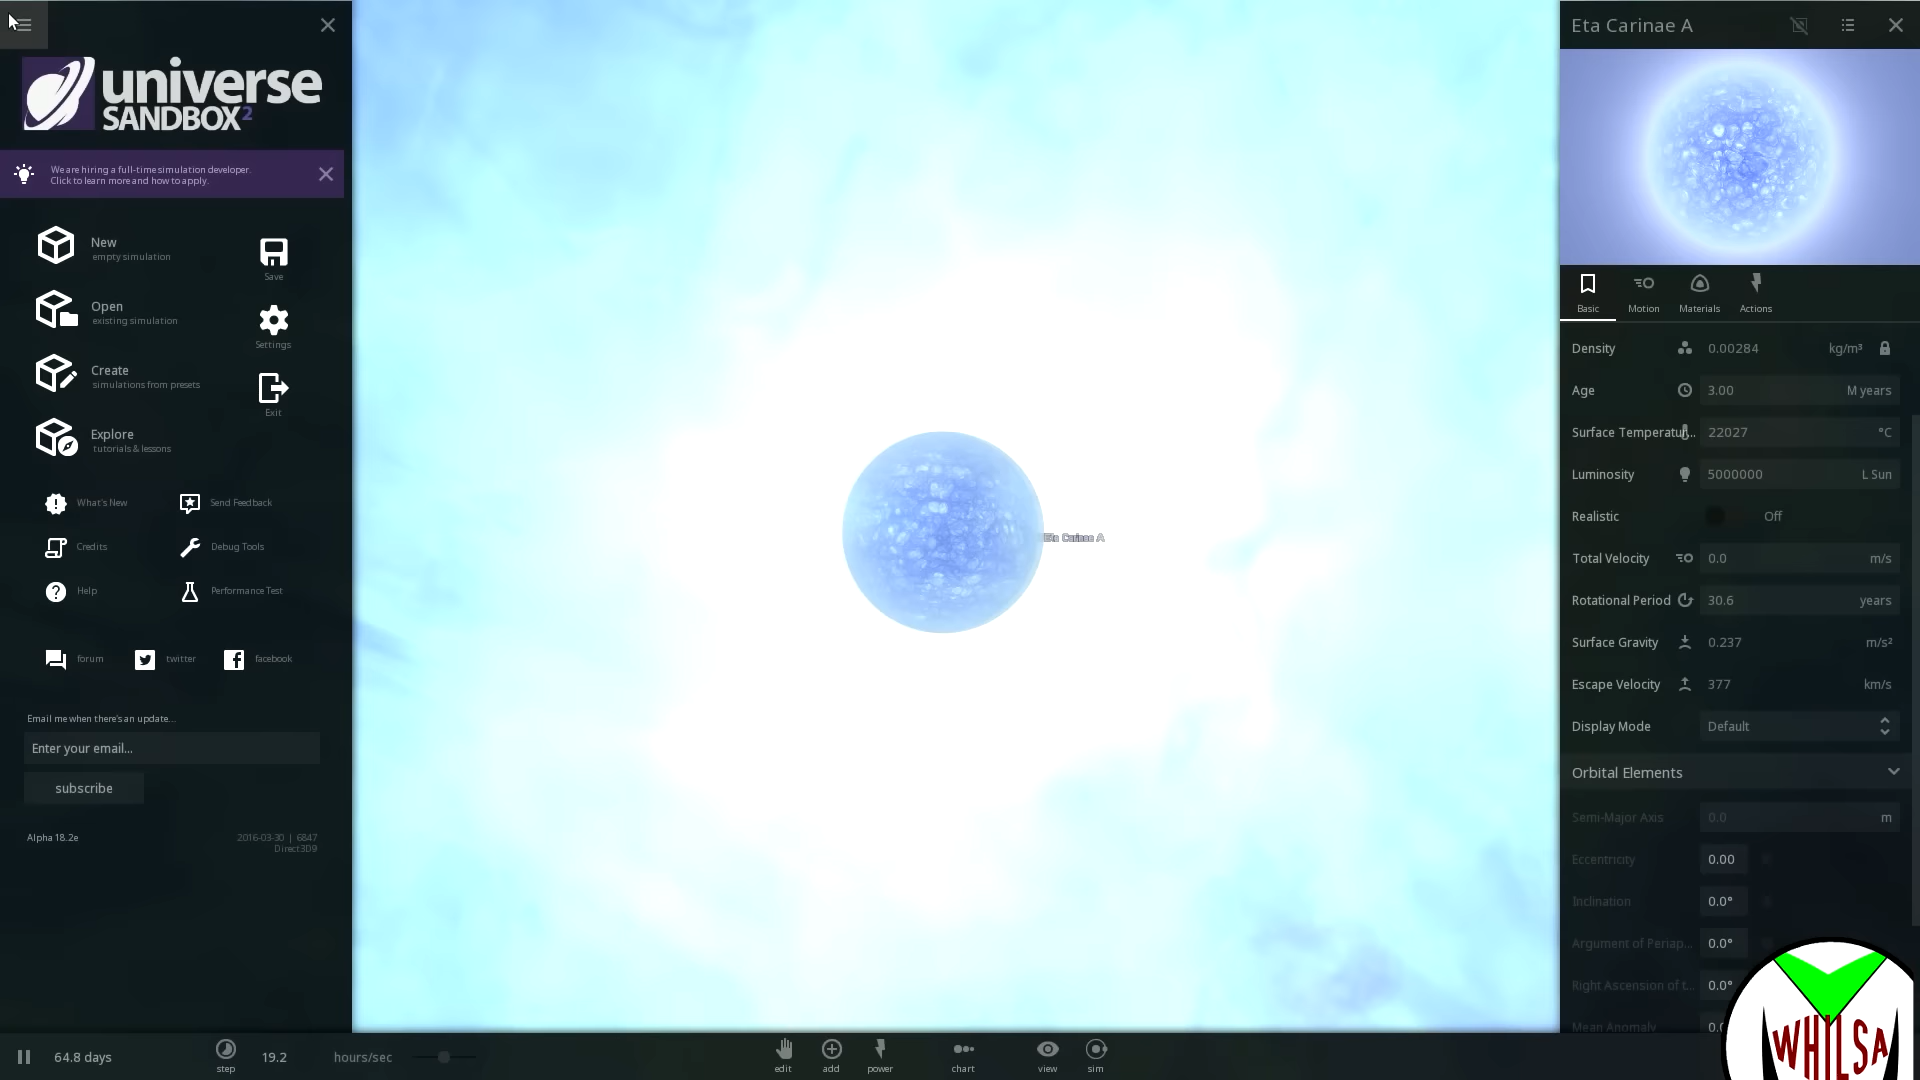 universe
SANDBOX²
We are hiring a full-time simulation developer.
Click to learn more and how to apply.
New
empty simulation
Save
Open
existing simulation
Settings
Create
simulations from presets
Exit
Explore
tutorials & lessons
What's New
Send Feedback
Credits
Debug Tools
Help
Performance Test
forum
twitter
facebook
Email me when there's an update...
Enter your email...
subscribe
Alpha 18.2e
2016-03-30 | 6847
Direct3D9
Eta Carinae A
Eta Carinae A
Basic
Motion
Materials
Actions
Density 0.00284 kg/m³
Age 3.00 M years
Surface Temperatur... 22027 °C
Luminosity 5000000 L Sun
Realistic Off
Total Velocity 0.0 m/s
Rotational Period 30.6 years
Surface Gravity 0.237 m/s²
Escape Velocity 377 km/s
Display Mode Default
Orbital Elements
Semi-Major Axis 0.0 m
Eccentricity 0.00
Inclination 0.0°
Argument of Periap... 0.0°
Right Ascension of t... 0.0°
Mean Anomaly
WHILSA
64.8 days
step
19.2 hours/sec
edit
add
power
chart
view
sim